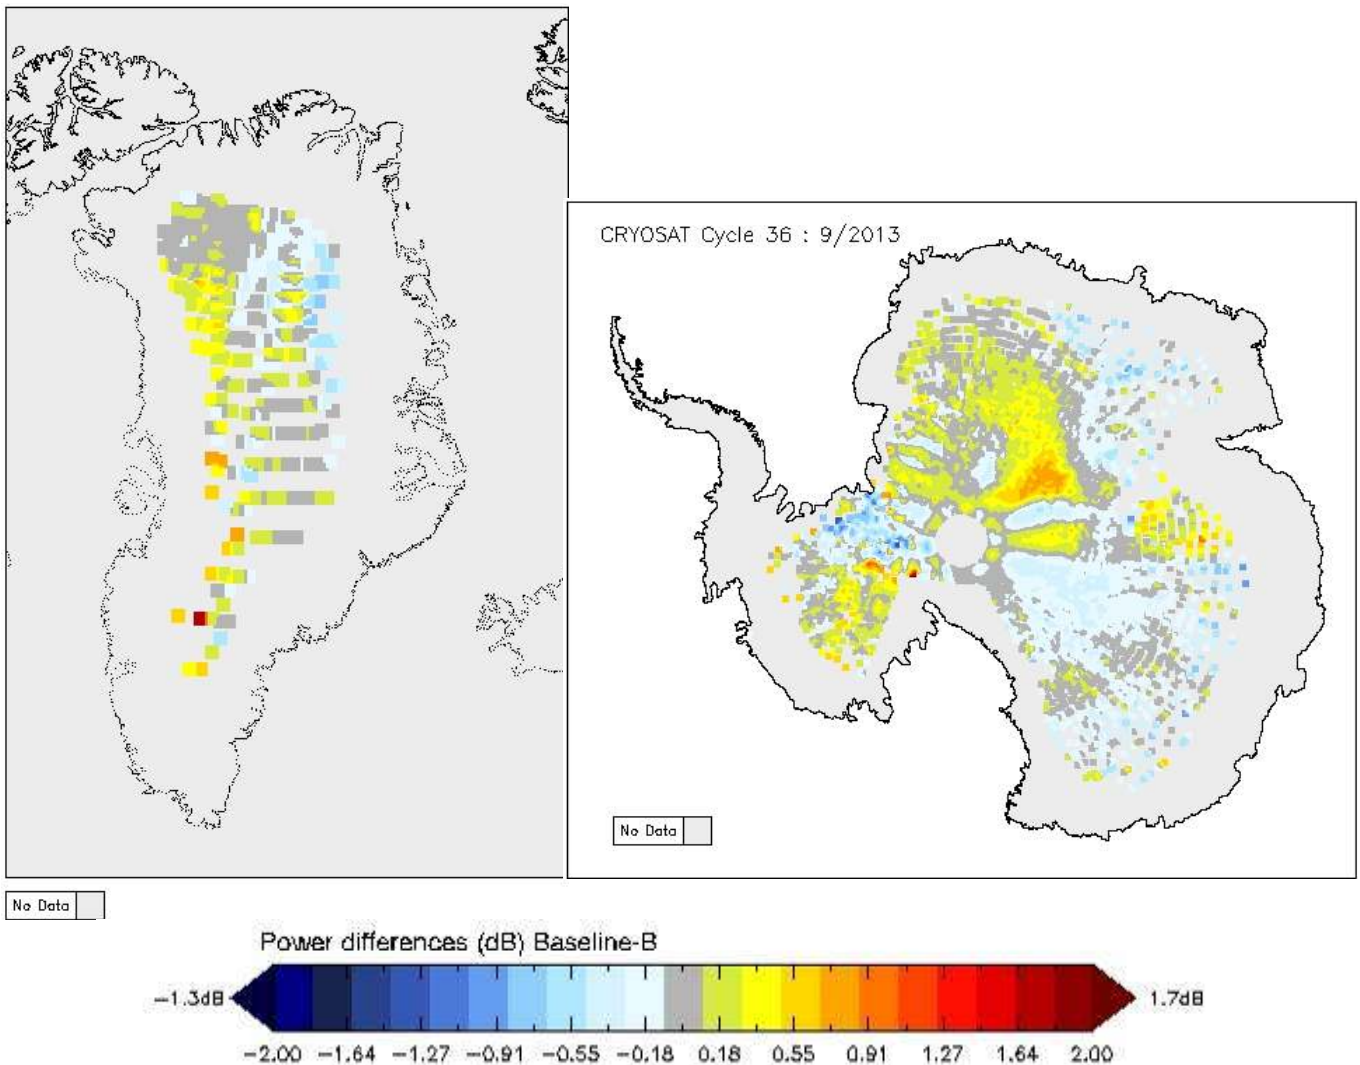 CRYOSAT Cycle 36 : 9/2013
No Data
No Data
Power differences (dB) Baseline-B
-1.3dB
1.7dB
-2.00 -1.64 -1.27 -0.91 -0.55 -0.18 0.18 0.55 0.91 1.27 1.64 2.00